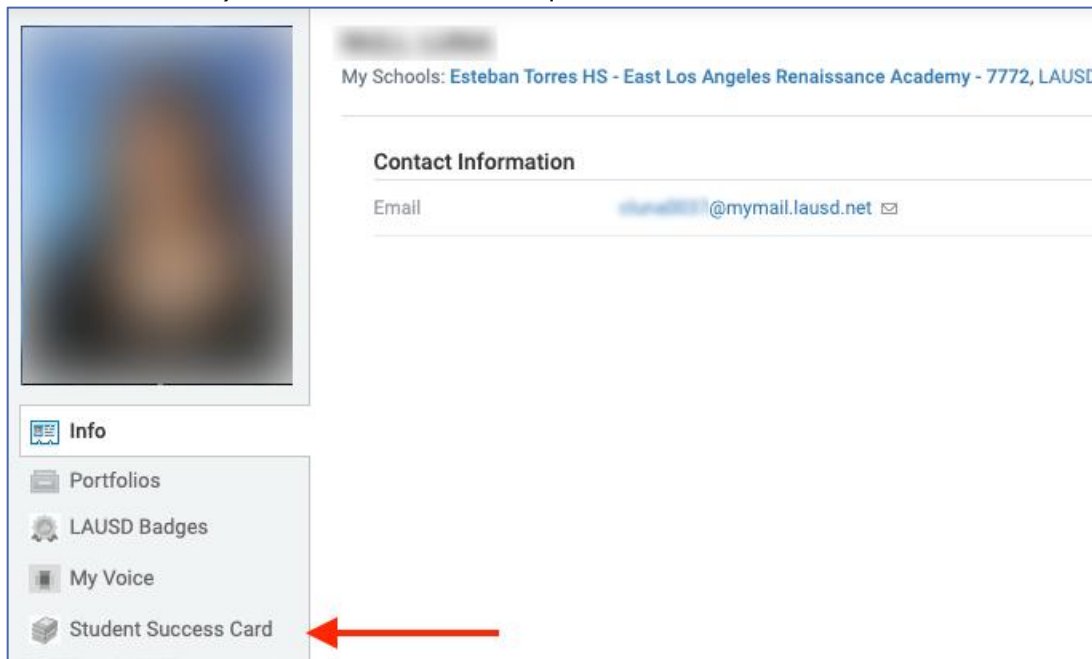 My Schools: Esteban Torres HS - East Los Angeles Renaissance Academy - 7772, LAUSD
Contact Information
Email @mymail.lausd.net
Info
Portfolios
LAUSD Badges
My Voice
Student Success Card